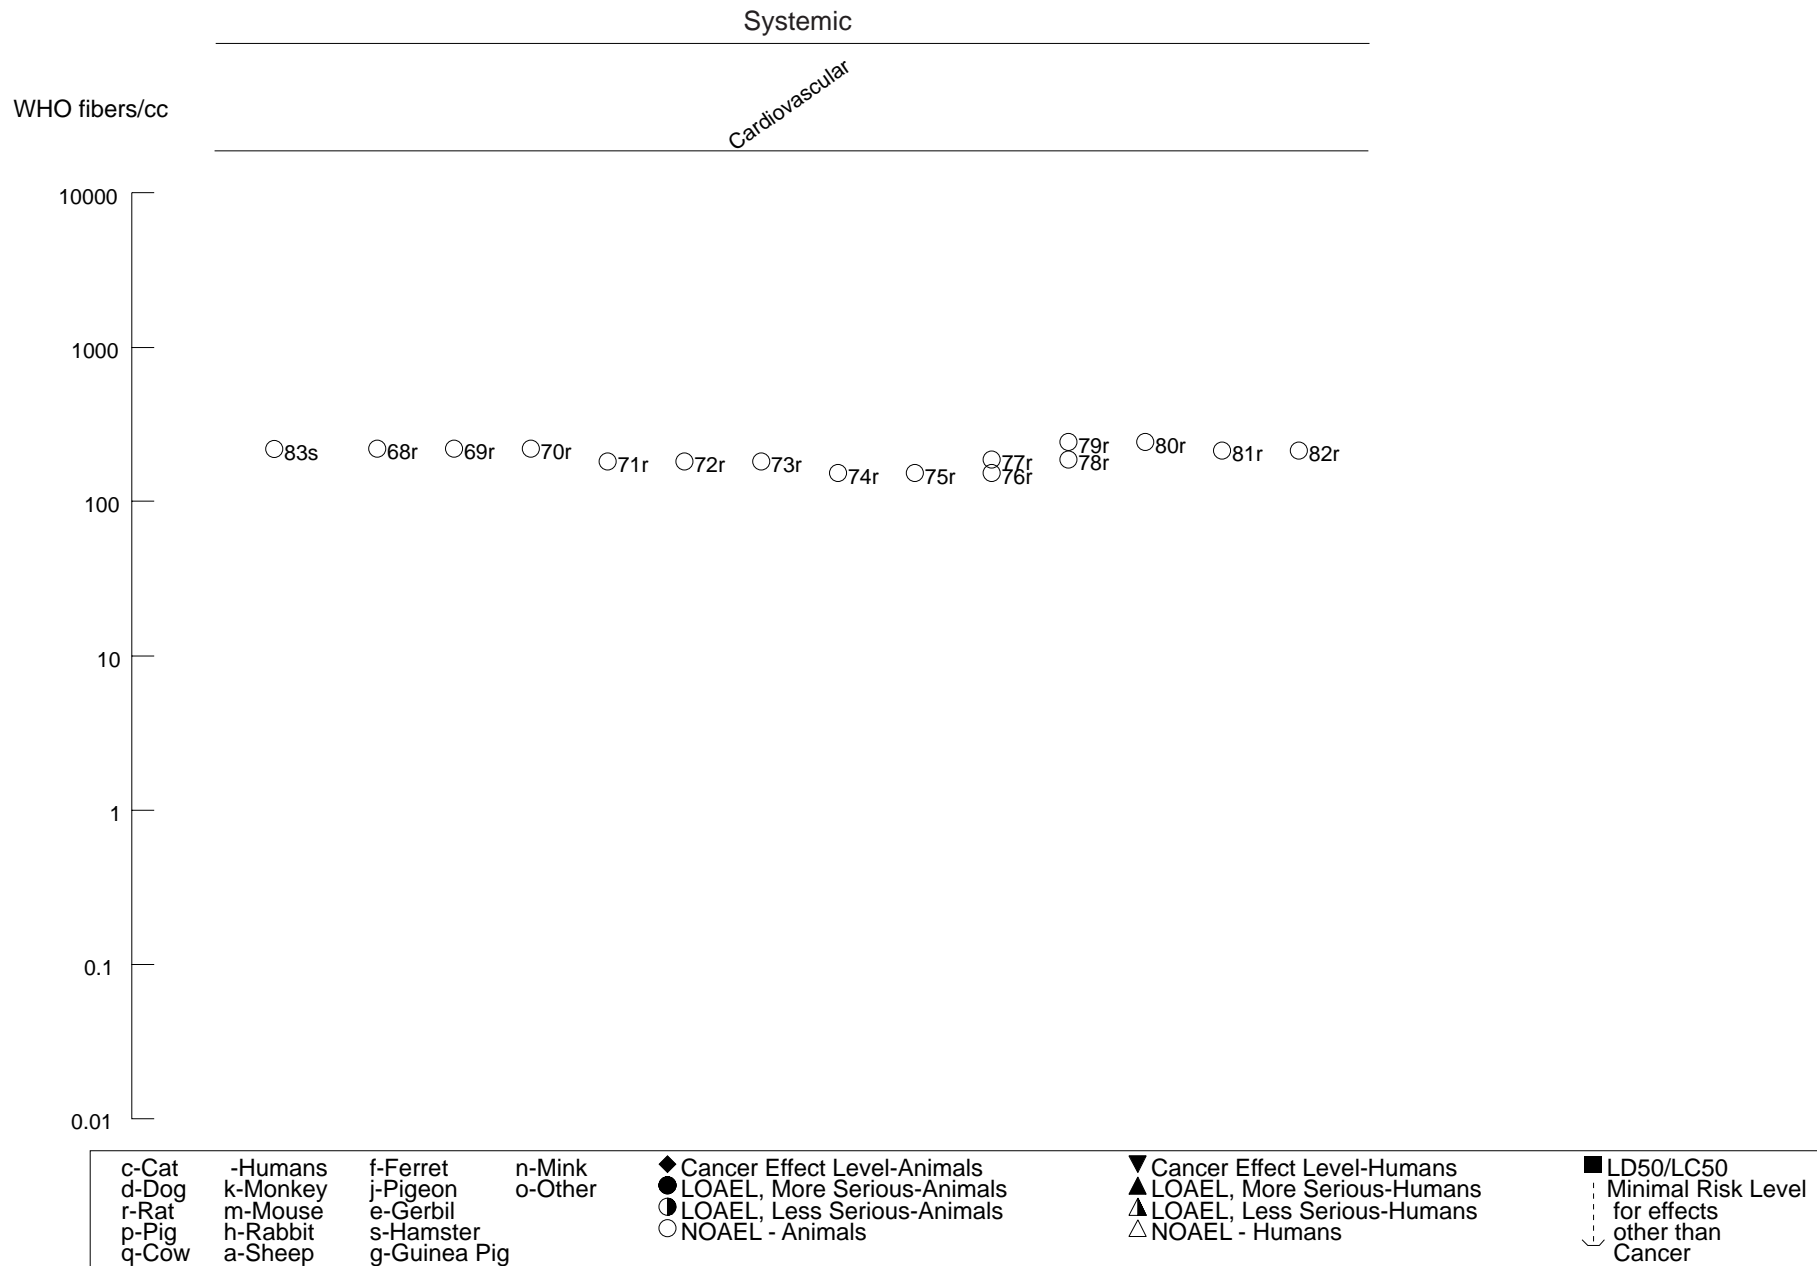 Systemic
WHO fibers/cc
Cardiovascular
10000
1000
100
10
1
0.1
0.01
83s 68r 69r 70r 71r 72r 73r 74r 75r 77r 76r 79r 78r 80r 81r 82r
c-Cat -Humans f-Ferret n-Mink Cancer Effect Level-Animals Cancer Effect Level-Humans LD50/LC50
d-Dog k-Monkey j-Pigeon o-Other LOAEL, More Serious-Animals LOAEL, More Serious-Humans Minimal Risk Level
r-Rat m-Mouse e-Gerbil LOAEL, Less Serious-Animals LOAEL, Less Serious-Humans for effects
p-Pig h-Rabbit s-Hamster NOAEL - Animals NOAEL - Humans other than
q-Cow a-Sheep g-Guinea Pig Cancer